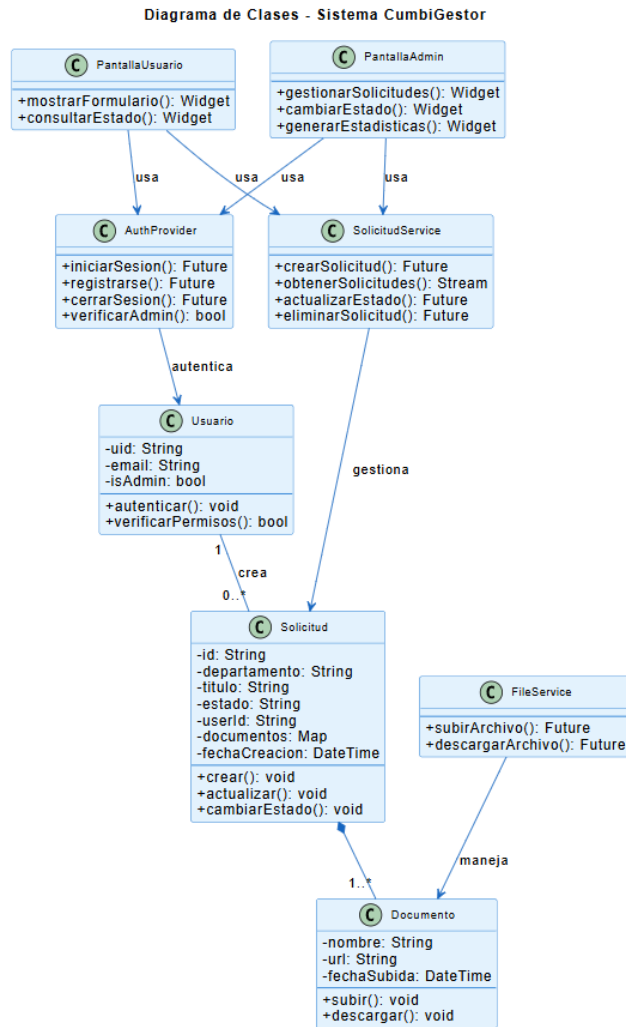 Diagrama de Clases - Sistema CumbiGestor
C PantallaUsuario
+mostrarFormulario(): Widget
+consultarEstado(): Widget
C PantallaAdmin
+gestionarSolicitudes(): Widget
+cambiarEstado(): Widget
+generarEstadisticas(): Widget
usa
usa
usa
usa
C AuthProvider
+iniciarSesion(): Future
+registrarse(): Future
+cerrarSesion(): Future
+verificarAdmin(): bool
C SolicitudService
+crearSolicitud(): Future
+obtenerSolicitudes(): Stream
+actualizarEstado(): Future
+eliminarSolicitud(): Future
autentica
C Usuario
-uid: String
-email: String
-isAdmin: bool
+autenticar(): void
+verificarPermisos(): bool
gestiona
1
crea
0..*
C Solicitud
-id: String
-departamento: String
-titulo: String
-estado: String
-userId: String
-documentos: Map
-fechaCreacion: DateTime
+crear(): void
+actualizar(): void
+cambiarEstado(): void
C FileService
+subirArchivo(): Future
+descargarArchivo(): Future
maneja
1..*
C Documento
-nombre: String
-url: String
-fechaSubida: DateTime
+subir(): void
+descargar(): void